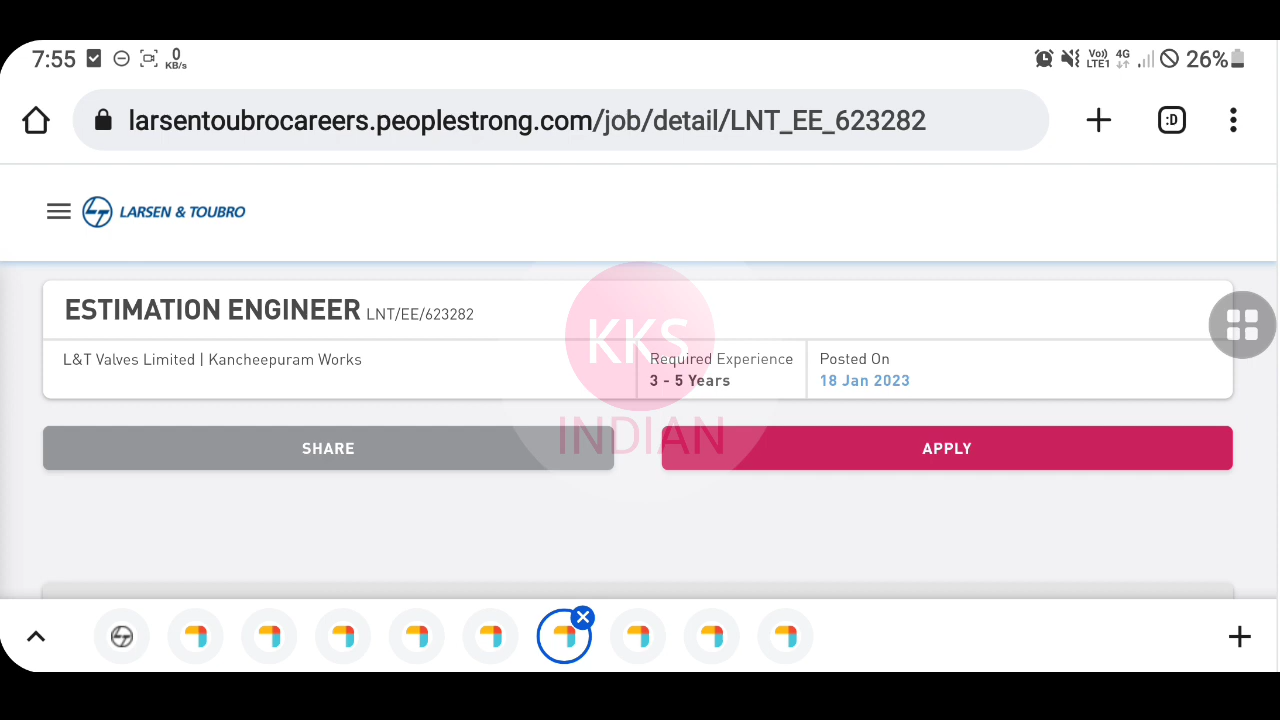 7:55 0 KB/s Vo)) LTE1 4G 26%
larsentoubrocareers.peoplestrong.com/job/detail/LNT_EE_623282 :D
LARSEN & TOUBRO
ESTIMATION ENGINEER LNT/EE/623282
L&T Valves Limited | Kancheepuram Works
Required Experience
3 - 5 Years
Posted On
18 Jan 2023
KKS
INDIAN
SHARE
APPLY